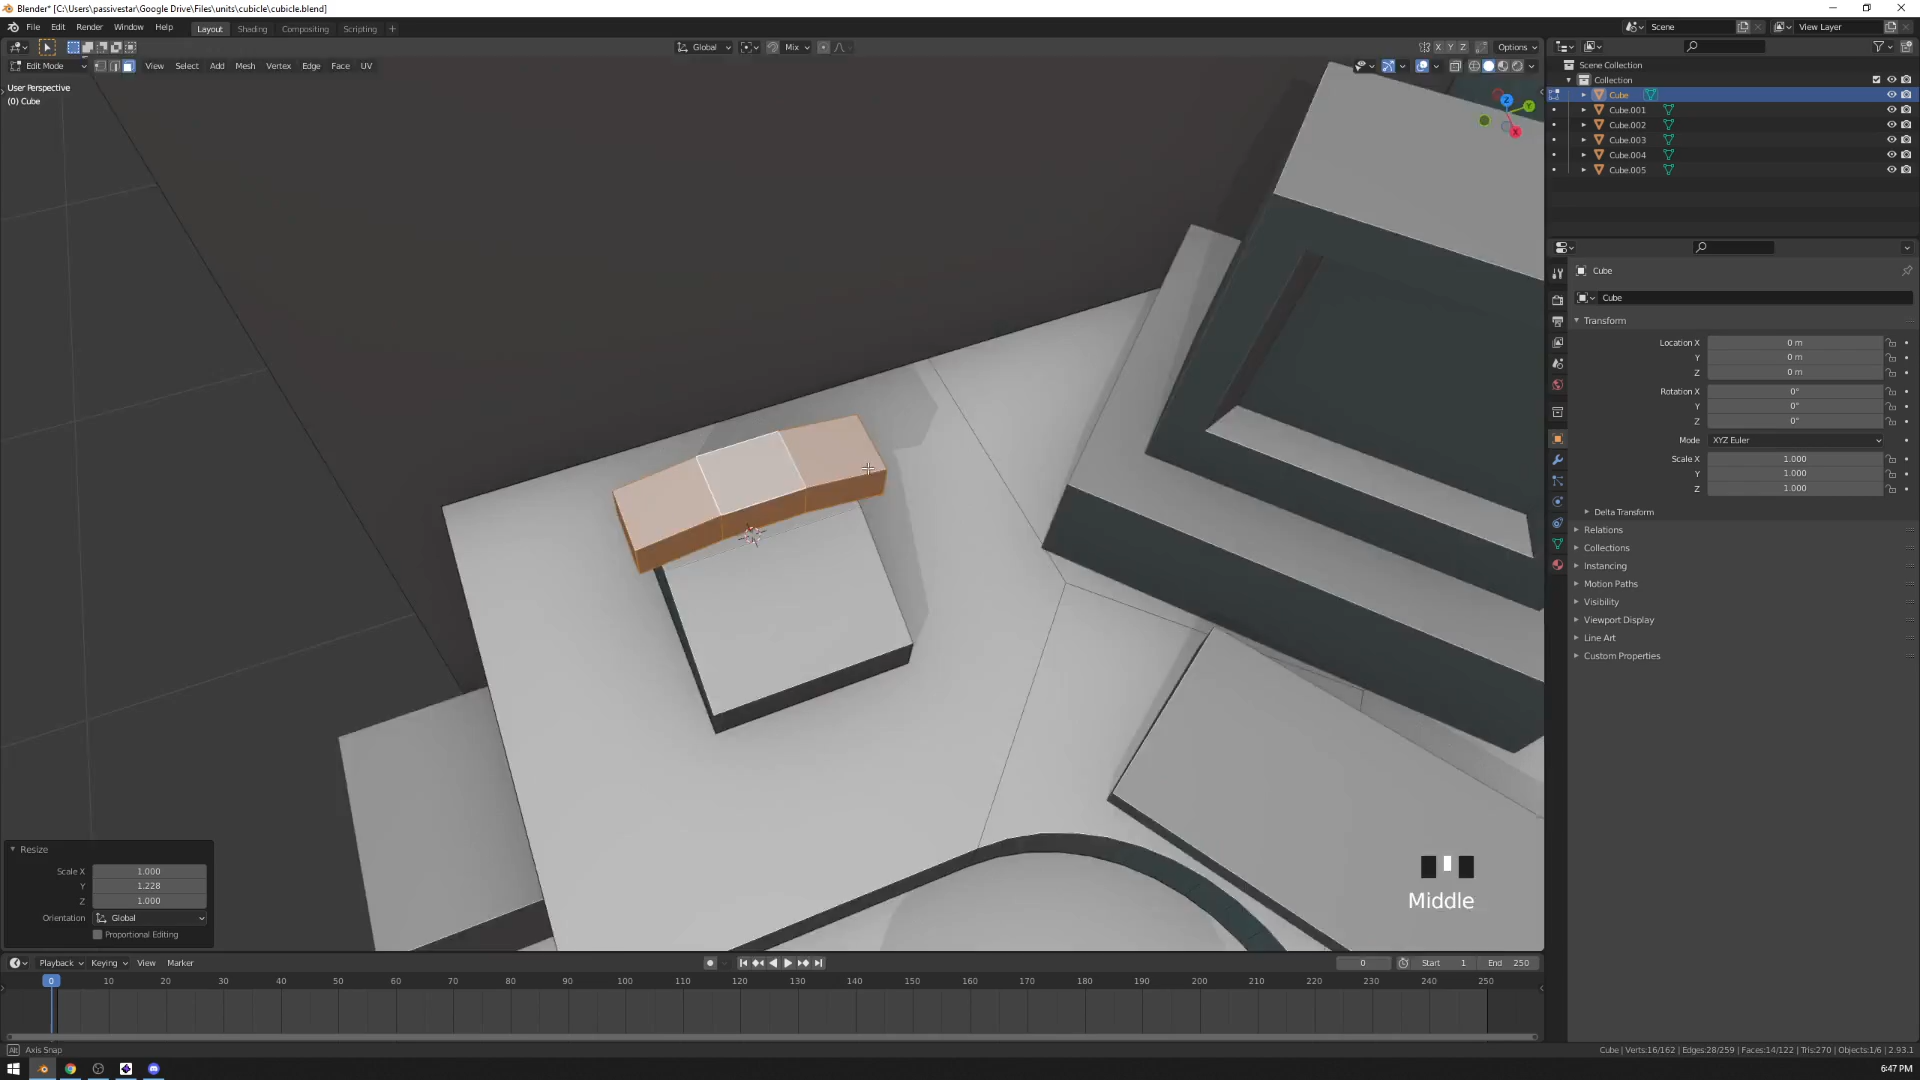 Blender* [C:\Users\passivestar\Google Drive\Files\units\cubicle\cubicle.blend]
File Edit Render Window Help Layout Shading Compositing Scripting + Scene View Layer
Global Mix X Y Z Options
Edit Mode View Select Add Mesh Vertex Edge Face UV
User Perspective
(0) Cube
Z
Y
X
Scene Collection
Collection
Cube
Cube.001
Cube.002
Cube.003
Cube.004
Cube.005
Cube
Cube
Transform
Location X 0 m
Y 0 m
Z 0 m
Rotation X 0°
Y 0°
Z 0°
Mode XYZ Euler
Scale X 1.000
Y 1.000
Z 1.000
Delta Transform
Relations
Collections
Instancing
Motion Paths
Visibility
Viewport Display
Line Art
Custom Properties
Resize
Scale X 1.000
Y 1.228
Z 1.000
Orientation Global
Proportional Editing
Middle
Playback Keying View Marker 0 Start 1 End 250
0 10 20 30 40 50 60 70 80 90 100 110 120 130 140 150 160 170 180 190 200 210 220 230 240 250
Alt Axis Snap Cube | Verts:16/162 | Edges:28/259 | Faces:14/122 | Tris:270 | Objects:1/6 | 2.93.1
6:47 PM